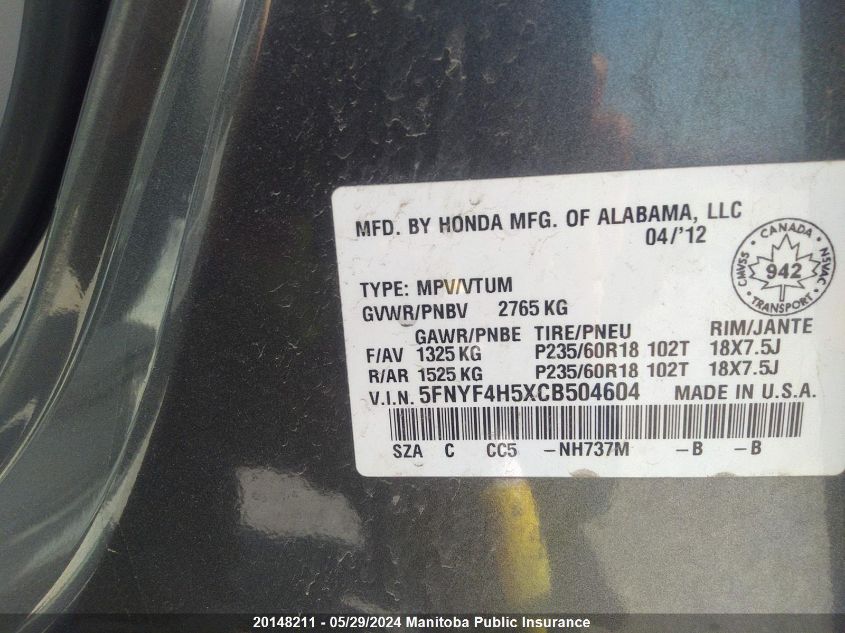 MFD. BY HONDA MFG. OF ALABAMA, LLC
04/'12
CANADA
CMVSS 942 NSVAC
TRANSPORT
TYPE: MPV/VTUM
GVWR/PNBV 2765 KG
GAWR/PNBE TIRE/PNEU RIM/JANTE
F/AV 1325 KG P235/60R18 102T 18X7.5J
R/AR 1525 KG P235/60R18 102T 18X7.5J
V.I.N. 5FNYF4H5XCB504604 MADE IN U.S.A.
SZA C CC5 -NH737M -B -B
20148211 - 05/29/2024 Manitoba Public Insurance